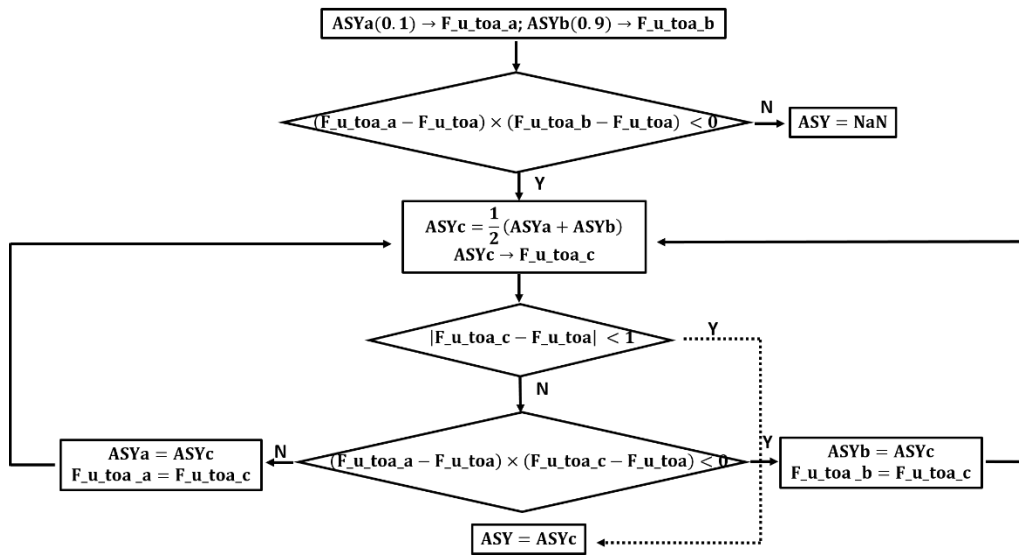 ASYa(0.1) → F_u_toa_a; ASYb(0.9) → F_u_toa_b
(F_u_toa_a − F_u_toa) × (F_u_toa_b − F_u_toa) < 0
N
ASY = NaN
Y
ASYc = 1/2 (ASYa + ASYb)
ASYc → F_u_toa_c
|F_u_toa_c − F_u_toa| < 1
Y
N
(F_u_toa_a − F_u_toa) × (F_u_toa_c − F_u_toa) < 0
N
ASYa = ASYc
F_u_toa _a = F_u_toa_c
Y
ASYb = ASYc
F_u_toa _b = F_u_toa_c
ASY = ASYc